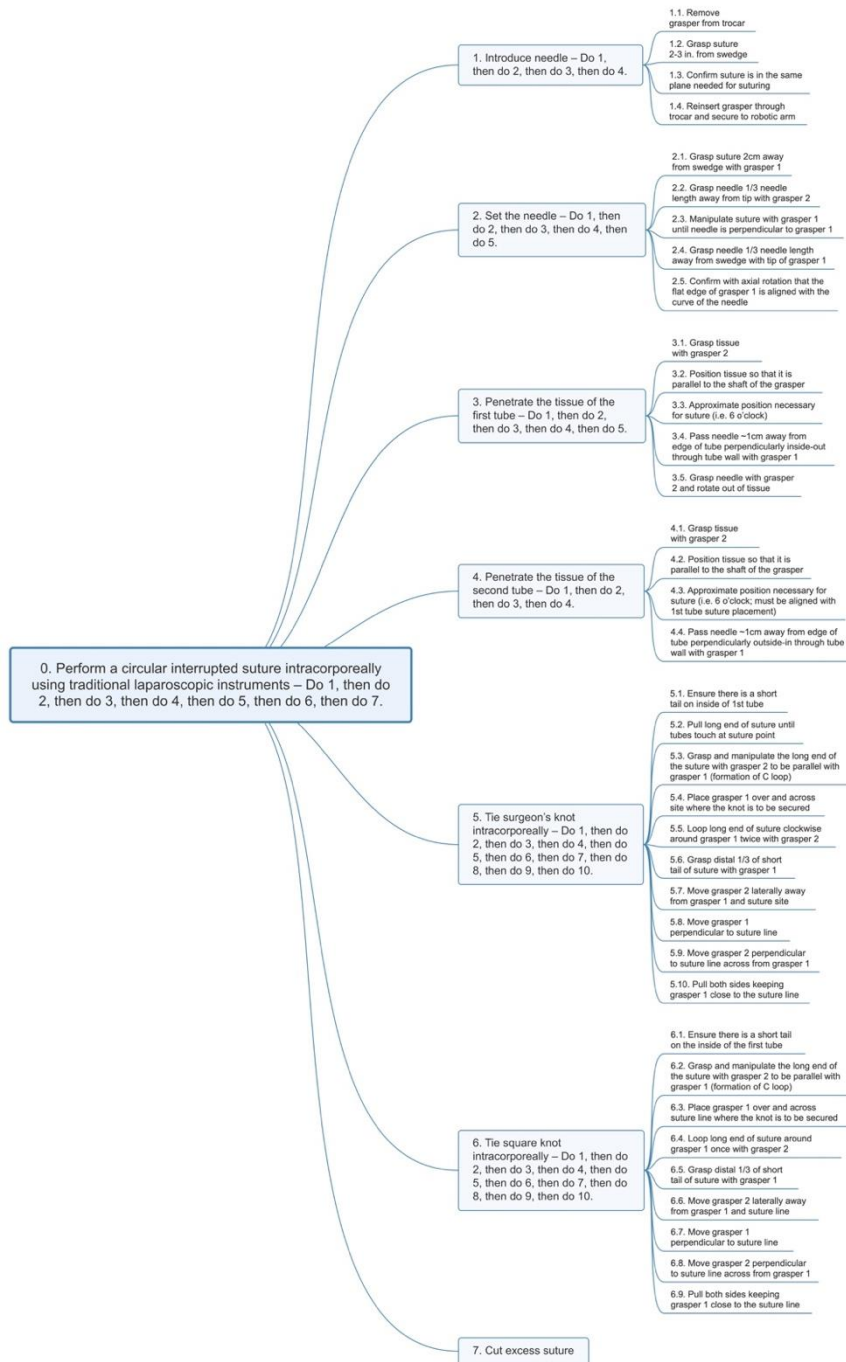 0. Perform a circular interrupted suture intracorporeally
using traditional laparoscopic instruments – Do 1, then do
2, then do 3, then do 4, then do 5, then do 6, then do 7.
1. Introduce needle – Do 1,
then do 2, then do 3, then do 4.
1.1. Remove
grasper from trocar
1.2. Grasp suture
2-3 in. from swedge
1.3. Confirm suture is in the same
plane needed for suturing
1.4. Reinsert grasper through
trocar and secure to robotic arm
2. Set the needle – Do 1, then
do 2, then do 3, then do 4, then
do 5.
2.1. Grasp suture 2cm away
from swedge with grasper 1
2.2. Grasp needle 1/3 needle
length away from tip with grasper 2
2.3. Manipulate suture with grasper 1
until needle is perpendicular to grasper 1
2.4. Grasp needle 1/3 needle length
away from swedge with tip of grasper 1
2.5. Confirm with axial rotation that the
flat edge of grasper 1 is aligned with the
curve of the needle
3. Penetrate the tissue of the
first tube – Do 1, then do 2,
then do 3, then do 4, then do 5.
3.1. Grasp tissue
with grasper 2
3.2. Position tissue so that it is
parallel to the shaft of the grasper
3.3. Approximate position necessary
for suture (i.e. 6 o'clock)
3.4. Pass needle ~1cm away from
edge of tube perpendicularly inside-out
through tube wall with grasper 1
3.5. Grasp needle with grasper
2 and rotate out of tissue
4. Penetrate the tissue of the
second tube – Do 1, then do 2,
then do 3, then do 4.
4.1. Grasp tissue
with grasper 2
4.2. Position tissue so that it is
parallel to the shaft of the grasper
4.3. Approximate position necessary for
suture (i.e. 6 o'clock; must be aligned with
1st tube suture placement)
4.4. Pass needle ~1cm away from edge of
tube perpendicularly outside-in through tube
wall with grasper 1
5. Tie surgeon's knot
intracorporeally – Do 1, then do
2, then do 3, then do 4, then do
5, then do 6, then do 7, then do
8, then do 9, then do 10.
5.1. Ensure there is a short
tail on inside of 1st tube
5.2. Pull long end of suture until
tubes touch at suture point
5.3. Grasp and manipulate the long end of
the suture with grasper 2 to be parallel with
grasper 1 (formation of C loop)
5.4. Place grasper 1 over and across
site where the knot is to be secured
5.5. Loop long end of suture clockwise
around grasper 1 twice with grasper 2
5.6. Grasp distal 1/3 of short
tail of suture with grasper 1
5.7. Move grasper 2 laterally away
from grasper 1 and suture site
5.8. Move grasper 1
perpendicular to suture line
5.9. Move grasper 2 perpendicular
to suture line across from grasper 1
5.10. Pull both sides keeping
grasper 1 close to the suture line
6. Tie square knot
intracorporeally – Do 1, then do
2, then do 3, then do 4, then do
5, then do 6, then do 7, then do
8, then do 9, then do 10.
6.1. Ensure there is a short tail
on the inside of the first tube
6.2. Grasp and manipulate the long end of
the suture with grasper 2 to be parallel with
grasper 1 (formation of C loop)
6.3. Place grasper 1 over and across
suture line where the knot is to be secured
6.4. Loop long end of suture around
grasper 1 once with grasper 2
6.5. Grasp distal 1/3 of short
tail of suture with grasper 1
6.6. Move grasper 2 laterally away
from grasper 1 and suture line
6.7. Move grasper 1
perpendicular to suture line
6.8. Move grasper 2 perpendicular
to suture line across from grasper 1
6.9. Pull both sides keeping
grasper 1 close to the suture line
7. Cut excess suture